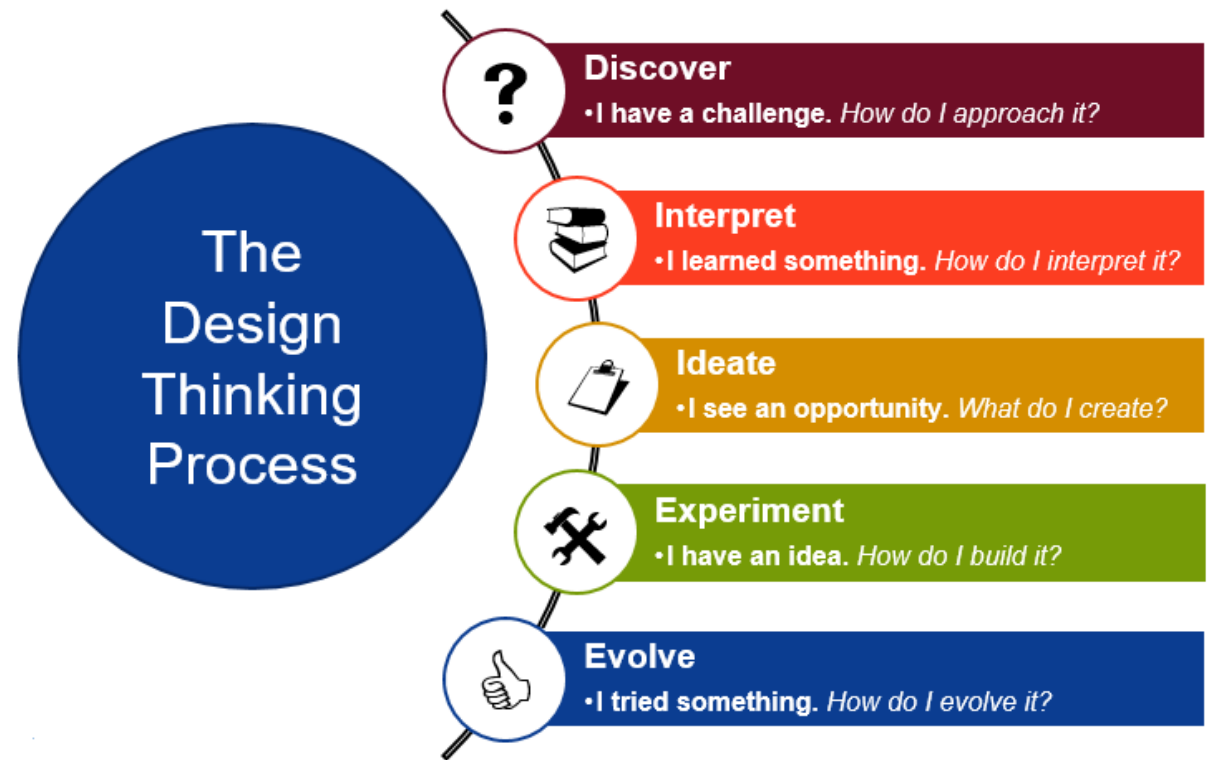 The
Design
Thinking
Process
Discover
•I have a challenge. How do I approach it?
Interpret
•I learned something. How do I interpret it?
Ideate
•I see an opportunity. What do I create?
Experiment
•I have an idea. How do I build it?
Evolve
•I tried something. How do I evolve it?